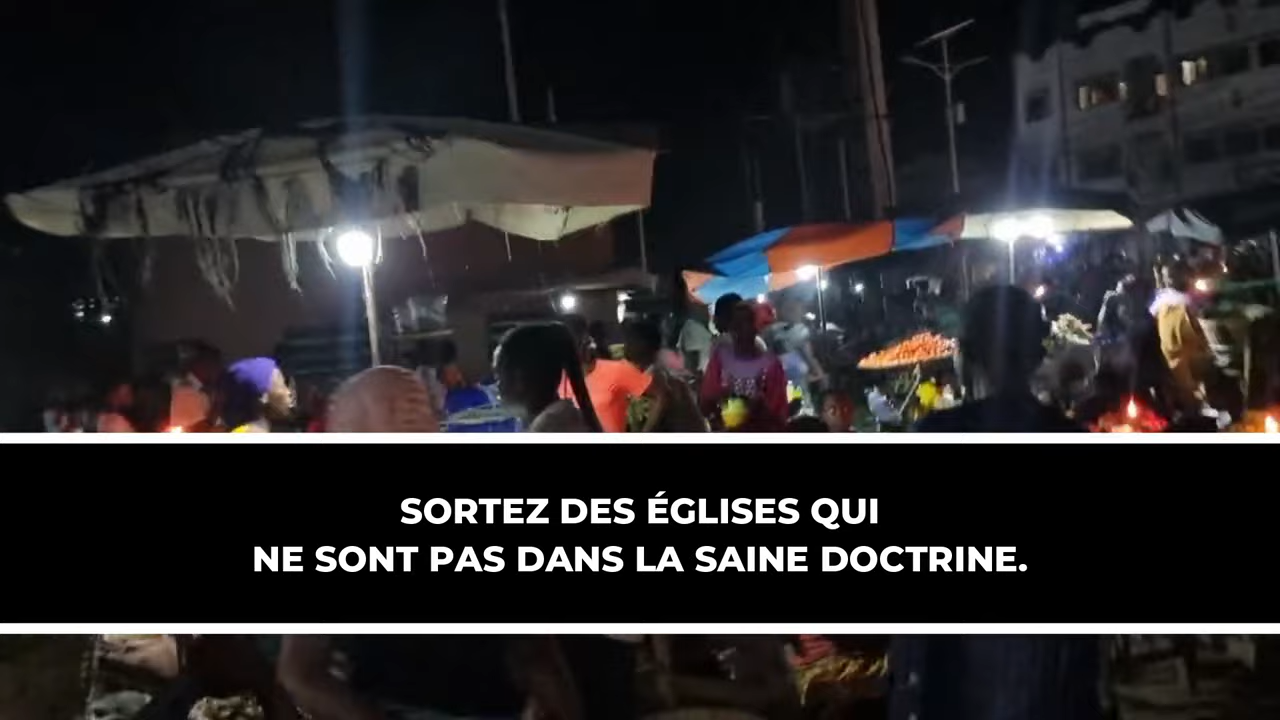 SORTEZ DES ÉGLISES QUI
NE SONT PAS DANS LA SAINE DOCTRINE.